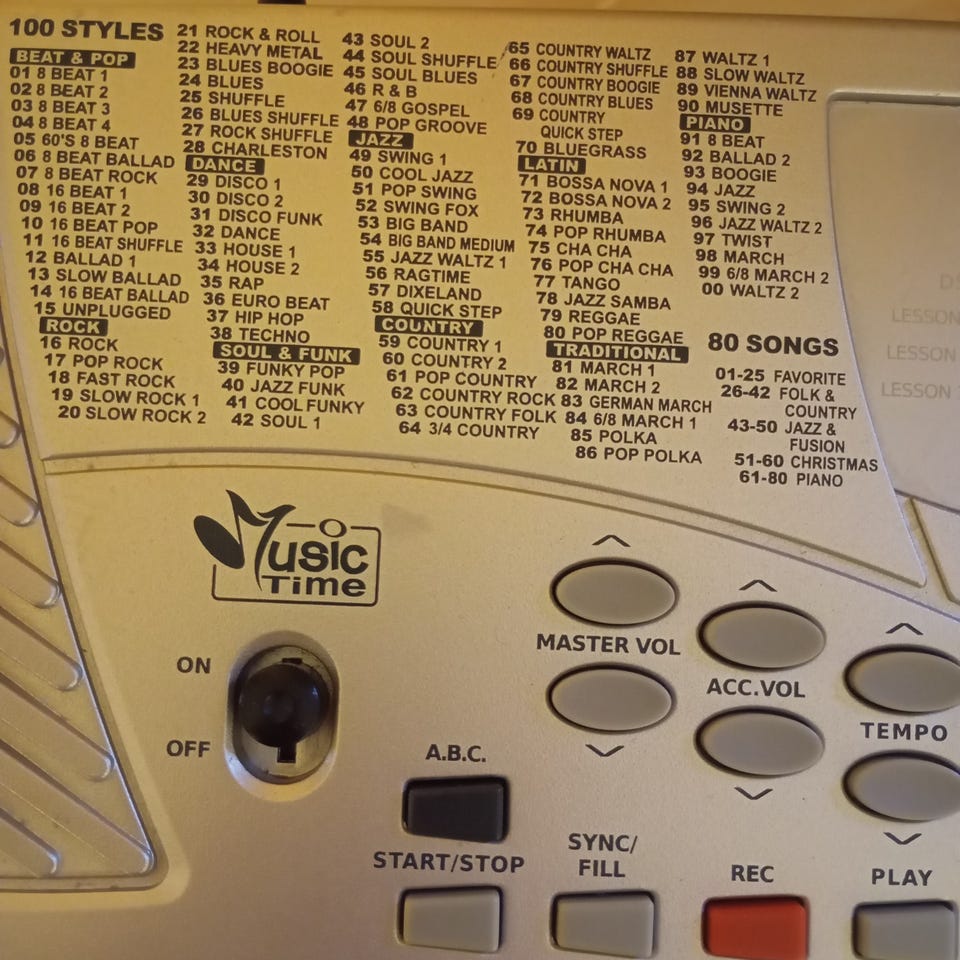 100 STYLES
BEAT & POP
01 8 BEAT 1
02 8 BEAT 2
03 8 BEAT 3
04 8 BEAT 4
05 60'S 8 BEAT
06 8 BEAT BALLAD
07 8 BEAT ROCK
08 16 BEAT 1
09 16 BEAT 2
10 16 BEAT POP
11 16 BEAT SHUFFLE
12 BALLAD 1
13 SLOW BALLAD
14 16 BEAT BALLAD
15 UNPLUGGED
ROCK
16 ROCK
17 POP ROCK
18 FAST ROCK
19 SLOW ROCK 1
20 SLOW ROCK 2
21 ROCK & ROLL
22 HEAVY METAL
23 BLUES BOOGIE
24 BLUES
25 SHUFFLE
26 BLUES SHUFFLE
27 ROCK SHUFFLE
28 CHARLESTON
DANCE
29 DISCO 1
30 DISCO 2
31 DISCO FUNK
32 DANCE
33 HOUSE 1
34 HOUSE 2
35 RAP
36 EURO BEAT
37 HIP HOP
38 TECHNO
SOUL & FUNK
39 FUNKY POP
40 JAZZ FUNK
41 COOL FUNKY
42 SOUL 1
43 SOUL 2
44 SOUL SHUFFLE
45 SOUL BLUES
46 R & B
47 6/8 GOSPEL
48 POP GROOVE
JAZZ
49 SWING 1
50 COOL JAZZ
51 POP SWING
52 SWING FOX
53 BIG BAND
54 BIG BAND MEDIUM
55 JAZZ WALTZ 1
56 RAGTIME
57 DIXELAND
58 QUICK STEP
COUNTRY
59 COUNTRY 1
60 COUNTRY 2
61 POP COUNTRY
62 COUNTRY ROCK
63 COUNTRY FOLK
64 3/4 COUNTRY
65 COUNTRY WALTZ
66 COUNTRY SHUFFLE
67 COUNTRY BOOGIE
68 COUNTRY BLUES
69 COUNTRY
QUICK STEP
70 BLUEGRASS
LATIN
71 BOSSA NOVA 1
72 BOSSA NOVA 2
73 RHUMBA
74 POP RHUMBA
75 CHA CHA
76 POP CHA CHA
77 TANGO
78 JAZZ SAMBA
79 REGGAE
80 POP REGGAE
TRADITIONAL
81 MARCH 1
82 MARCH 2
83 GERMAN MARCH
84 6/8 MARCH 1
85 POLKA
86 POP POLKA
87 WALTZ 1
88 SLOW WALTZ
89 VIENNA WALTZ
90 MUSETTE
PIANO
91 8 BEAT
92 BALLAD 2
93 BOOGIE
94 JAZZ
95 SWING 2
96 JAZZ WALTZ 2
97 TWIST
98 MARCH
99 6/8 MARCH 2
00 WALTZ 2
80 SONGS
01-25 FAVORITE
26-42 FOLK &
COUNTRY
43-50 JAZZ &
FUSION
51-60 CHRISTMAS
61-80 PIANO
LESSON
LESSON
LESSON
Music
Time
ON
OFF
MASTER VOL
ACC.VOL
TEMPO
A.B.C.
START/STOP
SYNC/
FILL
REC
PLAY